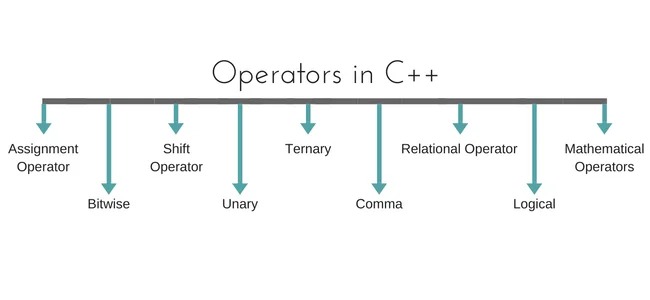 Operators in C++
Assignment
Operator
Bitwise
Shift
Operator
Unary
Ternary
Comma
Relational Operator
Logical
Mathematical
Operators